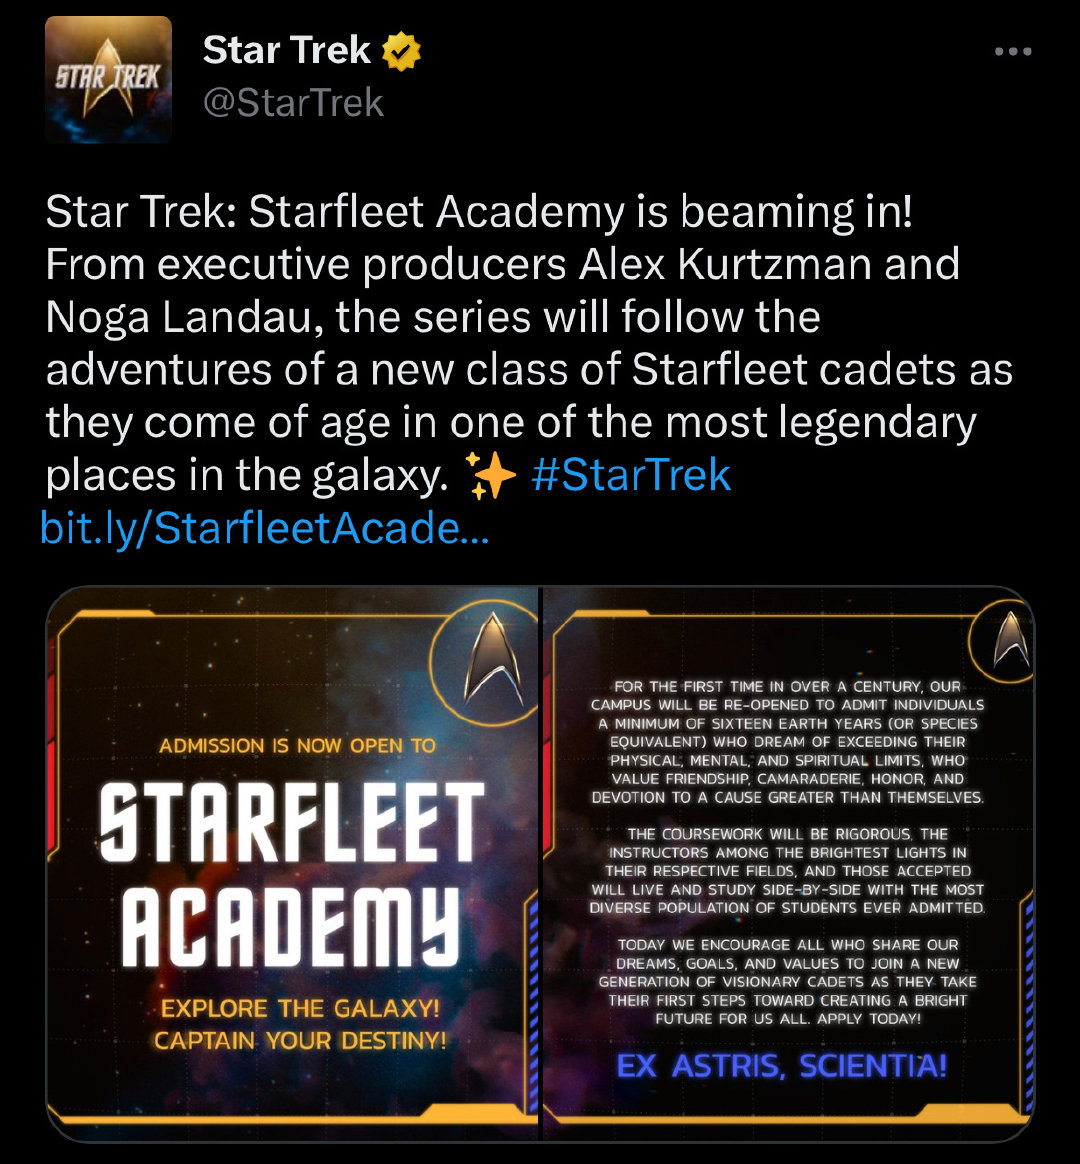 STAR TREK
Star Trek
@StarTrek
Star Trek: Starfleet Academy is beaming in!
From executive producers Alex Kurtzman and
Noga Landau, the series will follow the
adventures of a new class of Starfleet cadets as
they come of age in one of the most legendary
places in the galaxy. ✨ #StarTrek
bit.ly/StarfleetAcade...
ADMISSION IS NOW OPEN TO
STARFLEET
ACADEMY
EXPLORE THE GALAXY!
CAPTAIN YOUR DESTINY!
FOR THE FIRST TIME IN OVER A CENTURY, OUR
CAMPUS WILL BE RE-OPENED TO ADMIT INDIVIDUALS
A MINIMUM OF SIXTEEN EARTH YEARS (OR SPECIES
EQUIVALENT) WHO DREAM OF EXCEEDING THEIR
PHYSICAL, MENTAL, AND SPIRITUAL LIMITS, WHO
VALUE FRIENDSHIP, CAMARADERIE, HONOR, AND
DEVOTION TO A CAUSE GREATER THAN THEMSELVES.
THE COURSEWORK WILL BE RIGOROUS, THE
INSTRUCTORS AMONG THE BRIGHTEST LIGHTS IN
THEIR RESPECTIVE FIELDS, AND THOSE ACCEPTED
WILL LIVE AND STUDY SIDE-BY-SIDE WITH THE MOST
DIVERSE POPULATION OF STUDENTS EVER ADMITTED.
TODAY WE ENCOURAGE ALL WHO SHARE OUR
DREAMS, GOALS, AND VALUES TO JOIN A NEW
GENERATION OF VISIONARY CADETS AS THEY TAKE
THEIR FIRST STEPS TOWARD CREATING A BRIGHT
FUTURE FOR US ALL. APPLY TODAY!
EX ASTRIS, SCIENTIA!